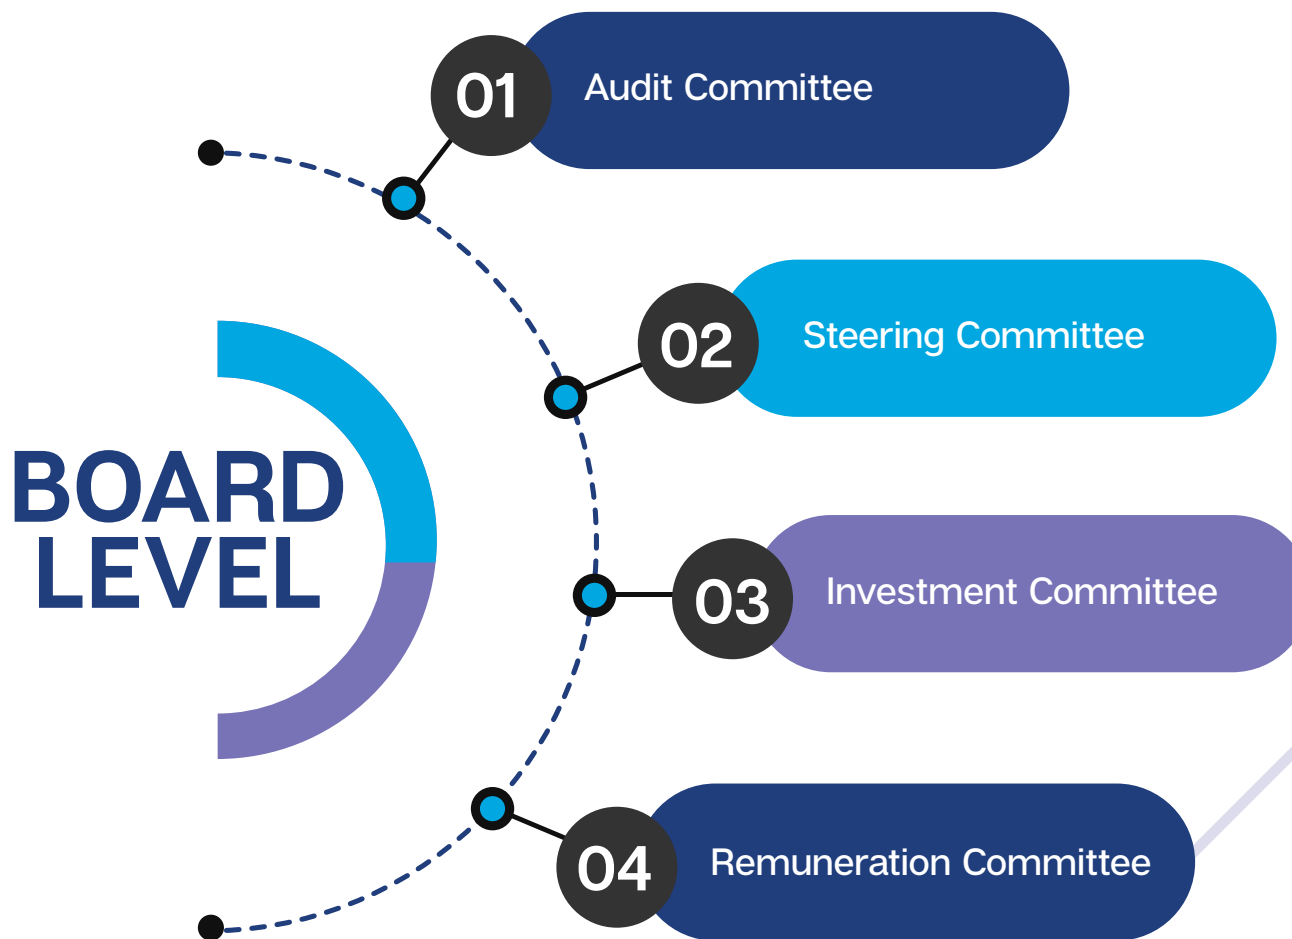 01
Audit Committee
02
Steering Committee
BOARD
LEVEL
03
Investment Committee
04
Remuneration Committee